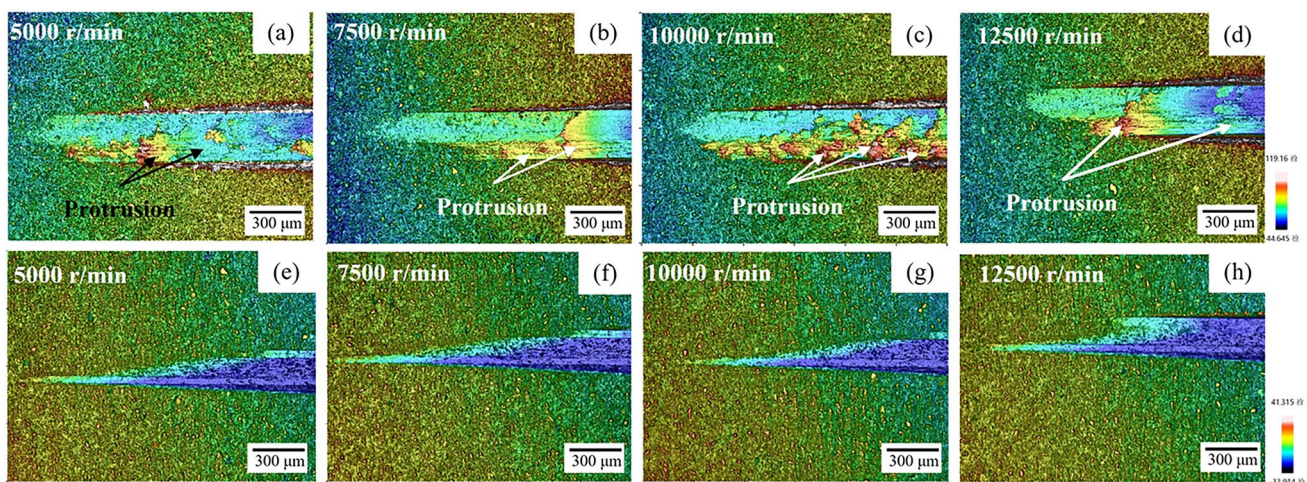 5000 r/min (a)
7500 r/min (b)
10000 r/min (c)
12500 r/min (d)
Protrusion
Protrusion
Protrusion
Protrusion
300 μm
300 μm
300 μm
300 μm
119.16
44.645
5000 r/min (e)
7500 r/min (f)
10000 r/min (g)
12500 r/min (h)
300 μm
300 μm
300 μm
300 μm
41.315
-33.914